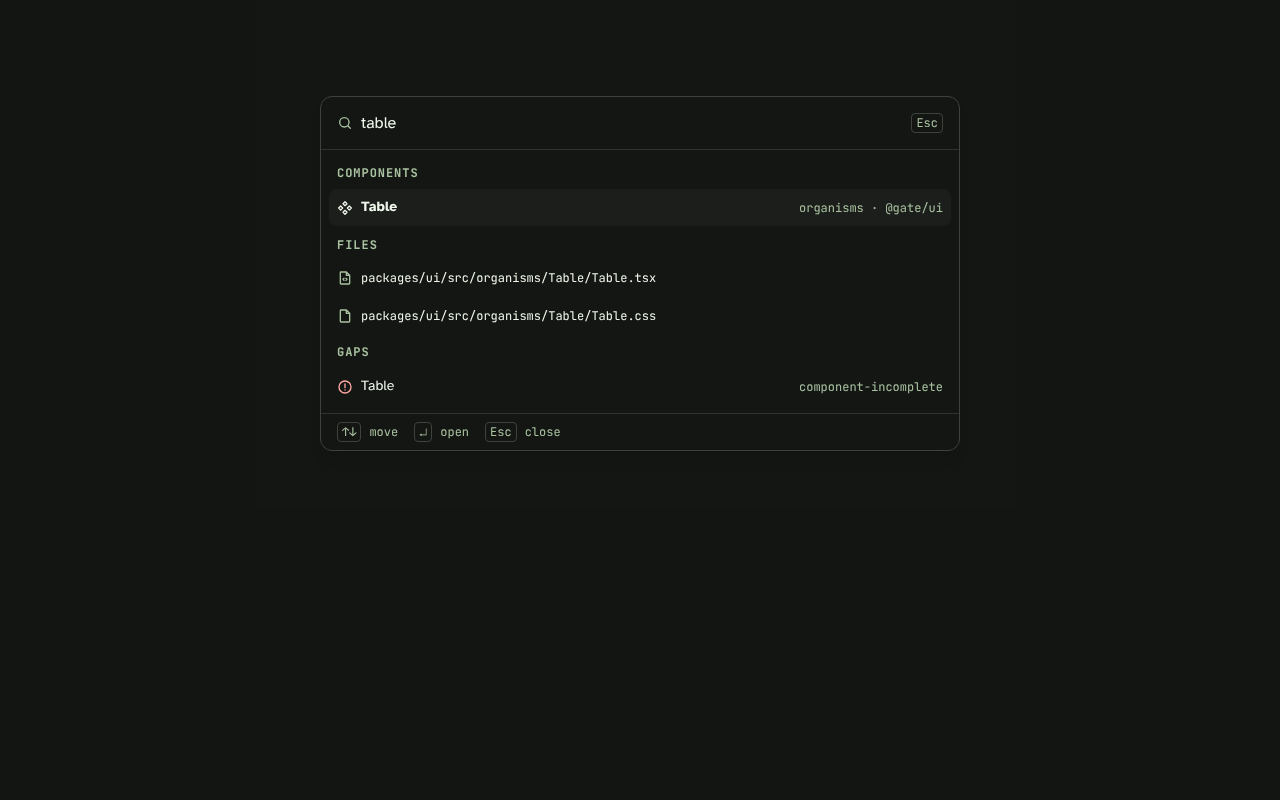 table Esc
COMPONENTS
Table organisms · @gate/ui
FILES
packages/ui/src/organisms/Table/Table.tsx
packages/ui/src/organisms/Table/Table.css
GAPS
Table component-incomplete
↑↓ move ↵ open Esc close